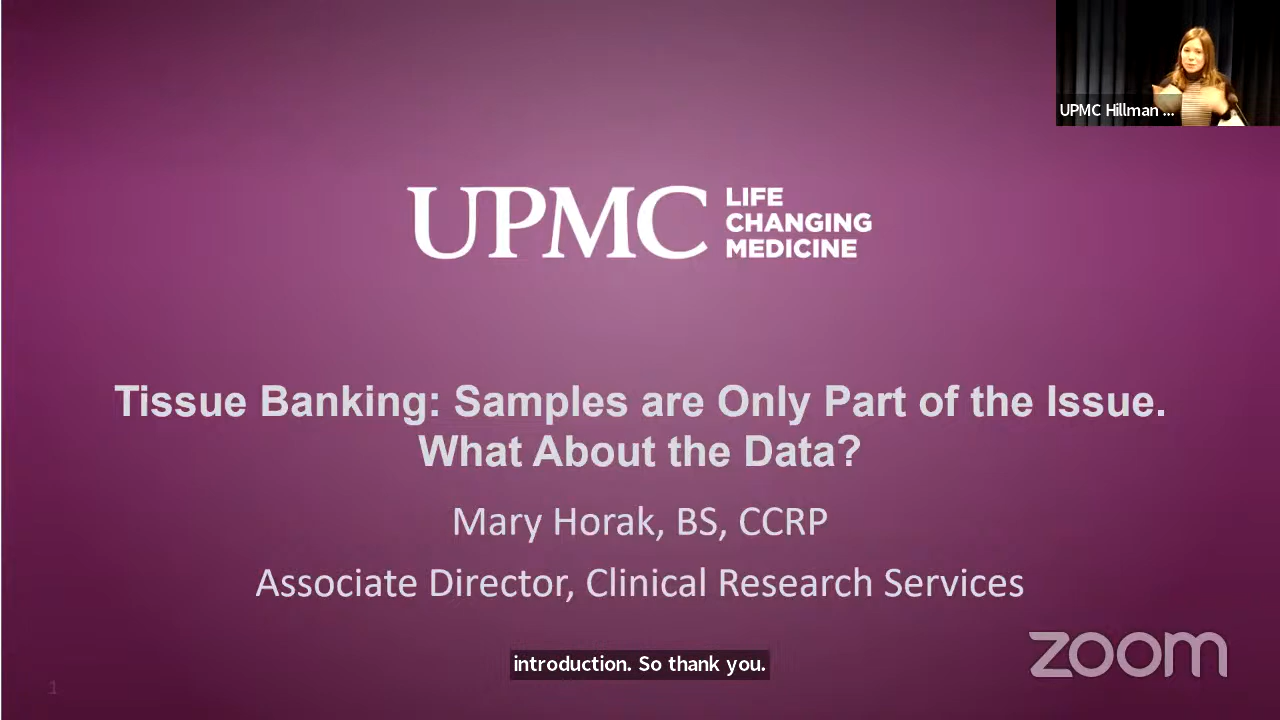 UPMC Hillman ...
UPMC
LIFE
CHANGING
MEDICINE
Tissue Banking: Samples are Only Part of the Issue.
What About the Data?
Mary Horak, BS, CCRP
Associate Director, Clinical Research Services
introduction. So thank you.
zoom
1